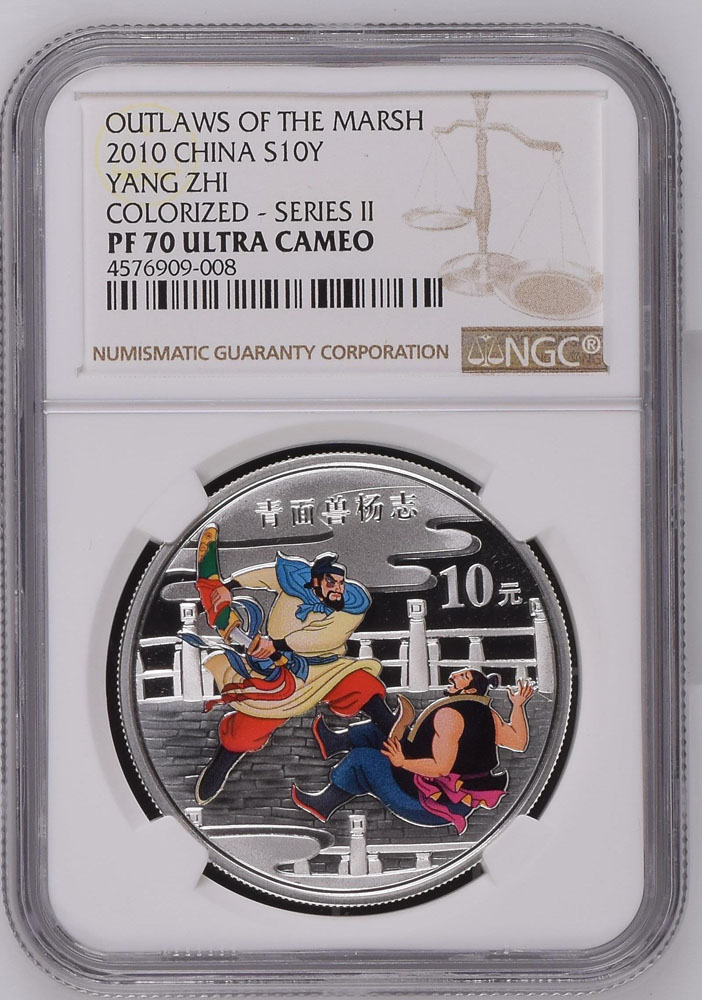 OUTLAWS OF THE MARSH
2010 CHINA S10Y
YANG ZHI
COLORIZED - SERIES II
PF 70 ULTRA CAMEO
4576909-008
NUMISMATIC GUARANTY CORPORATION
NGC®
青面兽杨志
10元